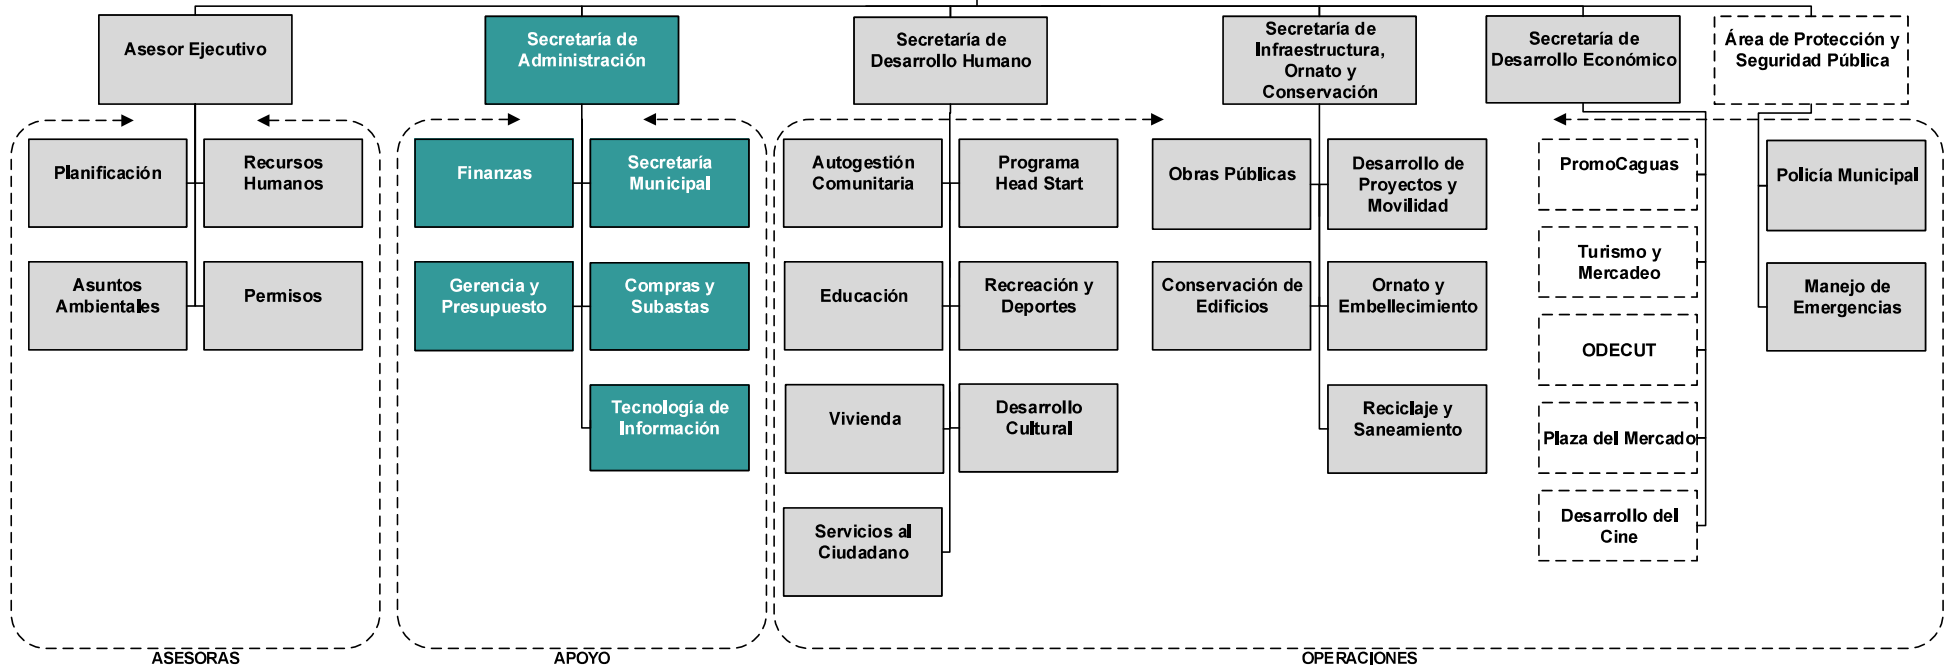 Asesor Ejecutivo
Secretaría de
Administración
Secretaría de
Desarrollo Humano
Secretaría de
Infraestructura,
Ornato y
Conservación
Secretaría de
Desarrollo Económico
Área de Protección y
Seguridad Pública
Planificación
Recursos
Humanos
Asuntos
Ambientales
Permisos
ASESORAS
Finanzas
Secretaría
Municipal
Gerencia y
Presupuesto
Compras y
Subastas
Tecnología de
Información
APOYO
Autogestión
Comunitaria
Programa
Head Start
Educación
Recreación y
Deportes
Vivienda
Desarrollo
Cultural
Servicios al
Ciudadano
Obras Públicas
Desarrollo de
Proyectos y
Movilidad
Conservación de
Edificios
Ornato y
Embellecimiento
Reciclaje y
Saneamiento
PromoCaguas
Turismo y
Mercadeo
ODECUT
Plaza del Mercado
Desarrollo del
Cine
Policía Municipal
Manejo de
Emergencias
OPERACIONES